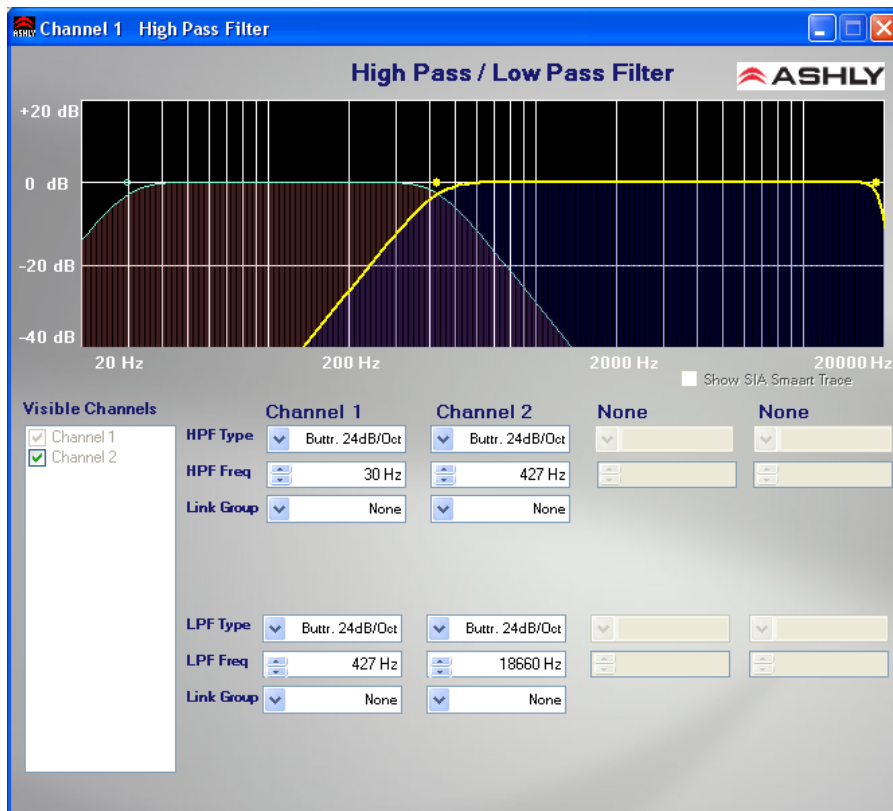 ASHLY Channel 1 High Pass Filter
High Pass / Low Pass Filter
ASHLY
+20 dB
0 dB
-20 dB
-40 dB
20 Hz 200 Hz 2000 Hz 20000 Hz
Show SIA Smaart Trace
Visible Channels
Channel 1
Channel 2
Channel 1 Channel 2 None None
HPF Type Buttr. 24dB/Oct Buttr. 24dB/Oct
HPF Freq 30 Hz 427 Hz
Link Group None None
LPF Type Buttr. 24dB/Oct Buttr. 24dB/Oct
LPF Freq 427 Hz 18660 Hz
Link Group None None